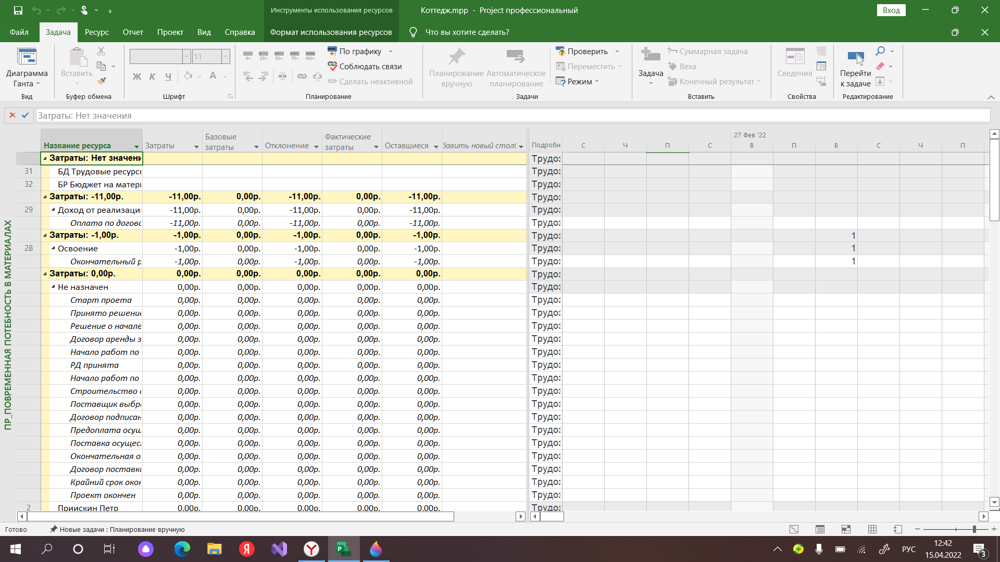 Инструменты использования ресурсов
Коттедж.mpp - Project профессиональный
Вход
Файл Задача Ресурс Отчет Проект Вид Справка Формат использования ресурсов Что вы хотите сделать?
Диаграмма Ганта
Вид
Вставить
Буфер обмена
11
Ж К Ч А
Шрифт
0% 25% 50% 75% 100%
По графику
Соблюдать связи
Сделать неактивной
Планирование
Планирование вручную
Автоматическое планирование
Проверить
Переместить
Режим
Задачи
Задача
Суммарная задача
Веха
Конечный результат
Вставить
Сведения
Свойства
Перейти к задаче
Редактирование
Затраты: Нет значения
ПР_ПОВРЕМЕННАЯ ПОТЕБНОСТЬ В МАТЕРИАЛАХ
Название ресурса Затраты Базовые затраты Отклонение Фактические затраты Оставшиеся бавить новый столб Подробн
27 Фев '22
С Ч П С В П В С Ч П
Затраты: Нет значени Трудоз
31 БД Трудовые ресурс Трудоз
32 БР Бюджет на матери Трудоз
Затраты: -11,00р. -11,00р. 0,00р. -11,00р. 0,00р. -11,00р. Трудоз
29 Доход от реализаци -11,00р. 0,00р. -11,00р. 0,00р. -11,00р. Трудоз
Оплата по догово -11,00р. 0,00р. -11,00р. 0,00р. -11,00р. Трудоз
Затраты: -1,00р. -1,00р. 0,00р. -1,00р. 0,00р. -1,00р. Трудоз 1
28 Освоение -1,00р. 0,00р. -1,00р. 0,00р. -1,00р. Трудоз 1
Окончательный р -1,00р. 0,00р. -1,00р. 0,00р. -1,00р. Трудоз 1
Затраты: 0,00р. 0,00р. 0,00р. 0,00р. 0,00р. 0,00р. Трудоз
Не назначен 0,00р. 0,00р. 0,00р. 0,00р. 0,00р. Трудоз
Старт проета 0,00р. 0,00р. 0,00р. 0,00р. 0,00р. Трудоз
Принято решение 0,00р. 0,00р. 0,00р. 0,00р. 0,00р. Трудоз
Решение о начале 0,00р. 0,00р. 0,00р. 0,00р. 0,00р. Трудоз
Договор аренды з 0,00р. 0,00р. 0,00р. 0,00р. 0,00р. Трудоз
Начало работ по 0,00р. 0,00р. 0,00р. 0,00р. 0,00р. Трудоз
РД принята 0,00р. 0,00р. 0,00р. 0,00р. 0,00р. Трудоз
Начало работ по 0,00р. 0,00р. 0,00р. 0,00р. 0,00р. Трудоз
Строительство 0,00р. 0,00р. 0,00р. 0,00р. 0,00р. Трудоз
Поставщик выбр 0,00р. 0,00р. 0,00р. 0,00р. 0,00р. Трудоз
Договор подписан 0,00р. 0,00р. 0,00р. 0,00р. 0,00р. Трудоз
Предоплата осущ 0,00р. 0,00р. 0,00р. 0,00р. 0,00р. Трудоз
Поставка осущес 0,00р. 0,00р. 0,00р. 0,00р. 0,00р. Трудоз
Окончательная о 0,00р. 0,00р. 0,00р. 0,00р. 0,00р. Трудоз
Договор поставк 0,00р. 0,00р. 0,00р. 0,00р. 0,00р. Трудоз
Крайний срок окон 0,00р. 0,00р. 0,00р. 0,00р. 0,00р. Трудоз
Проект окончен 0,00р. 0,00р. 0,00р. 0,00р. 0,00р. Трудоз
2 Приискин Петр 0,00р. 0,00р. 0,00р. 0,00р. 0,00р. Трудоз
Готово Новые задачи : Планирование вручную
РУС
12:42
15.04.2022
3